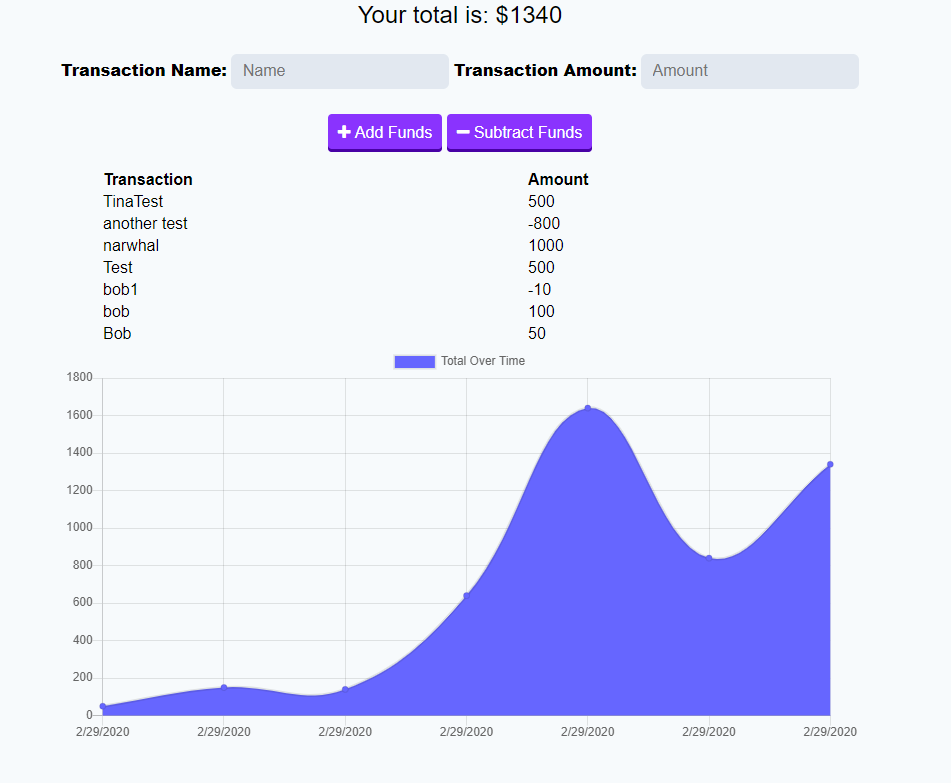 Your total is: $1340
Transaction Name: Name Transaction Amount: Amount
+ Add Funds − Subtract Funds
Transaction Amount
TinaTest 500
another test -800
narwhal 1000
Test 500
bob1 -10
bob 100
Bob 50
Total Over Time
1800
1600
1400
1200
1000
800
600
400
200
0
2/29/2020 2/29/2020 2/29/2020 2/29/2020 2/29/2020 2/29/2020 2/29/2020